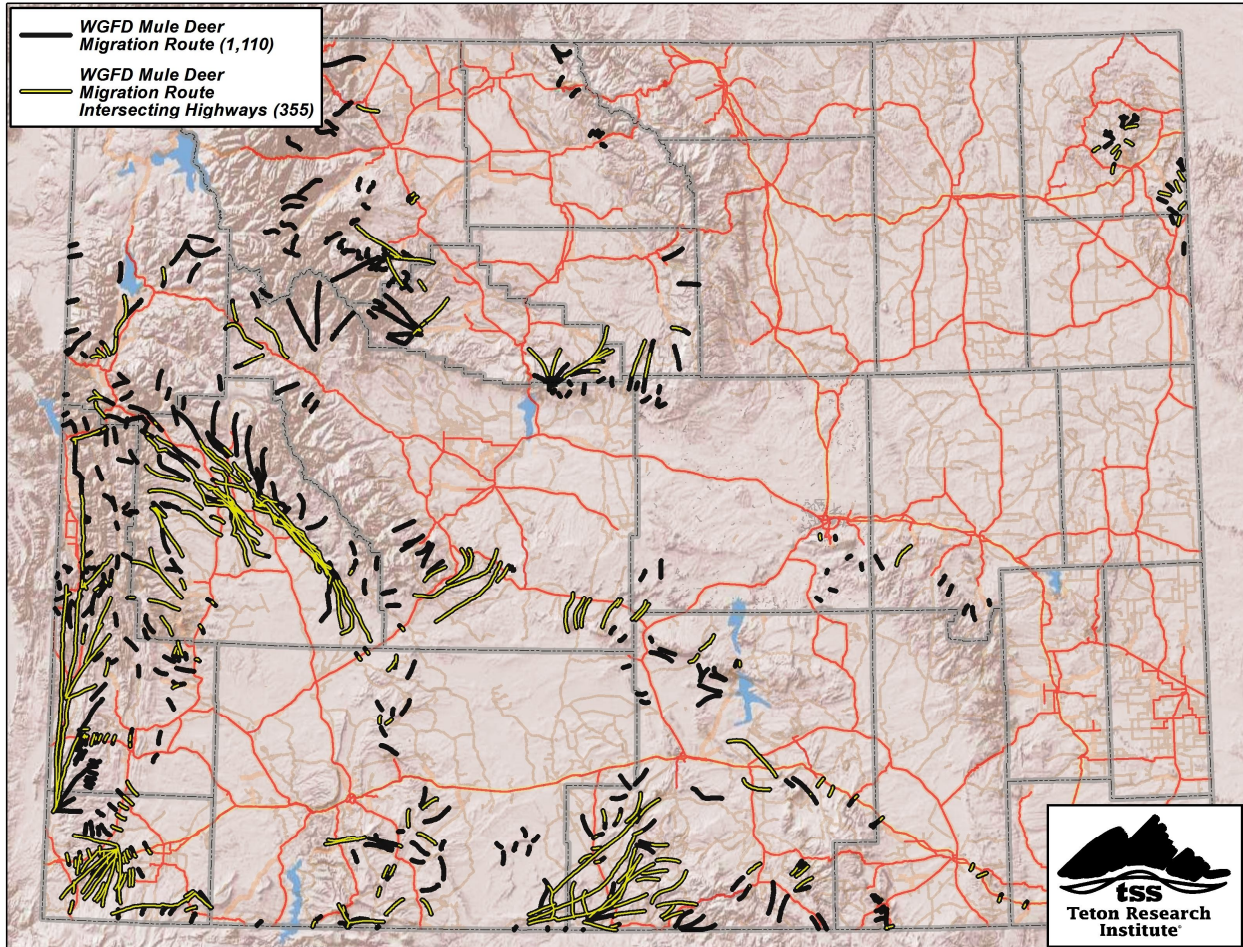 WGFD Mule Deer
Migration Route (1,110)
WGFD Mule Deer
Migration Route
Intersecting Highways (355)
tss
Teton Research
Institute